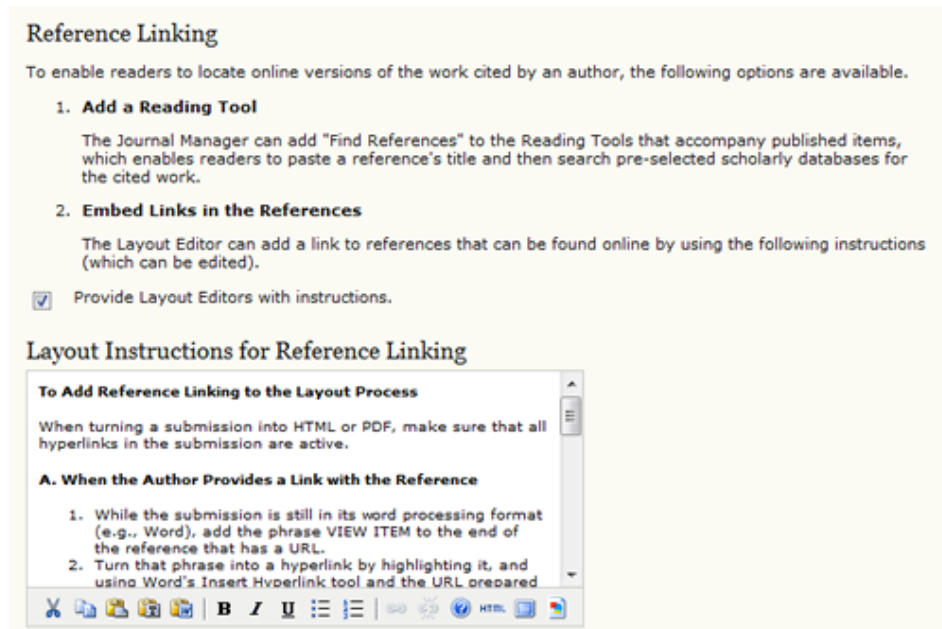 Reference Linking
To enable readers to locate online versions of the work cited by an author, the following options are available.
1. Add a Reading Tool
The Journal Manager can add "Find References" to the Reading Tools that accompany published items,
which enables readers to paste a reference's title and then search pre-selected scholarly databases for
the cited work.
2. Embed Links in the References
The Layout Editor can add a link to references that can be found online by using the following instructions
(which can be edited).
Provide Layout Editors with instructions.
Layout Instructions for Reference Linking
To Add Reference Linking to the Layout Process
When turning a submission into HTML or PDF, make sure that all
hyperlinks in the submission are active.
A. When the Author Provides a Link with the Reference
1. While the submission is still in its word processing format
(e.g., Word), add the phrase VIEW ITEM to the end of
the reference that has a URL.
2. Turn that phrase into a hyperlink by highlighting it, and
using Word's Insert Hyperlink tool and the URL prepared
B I U HTML